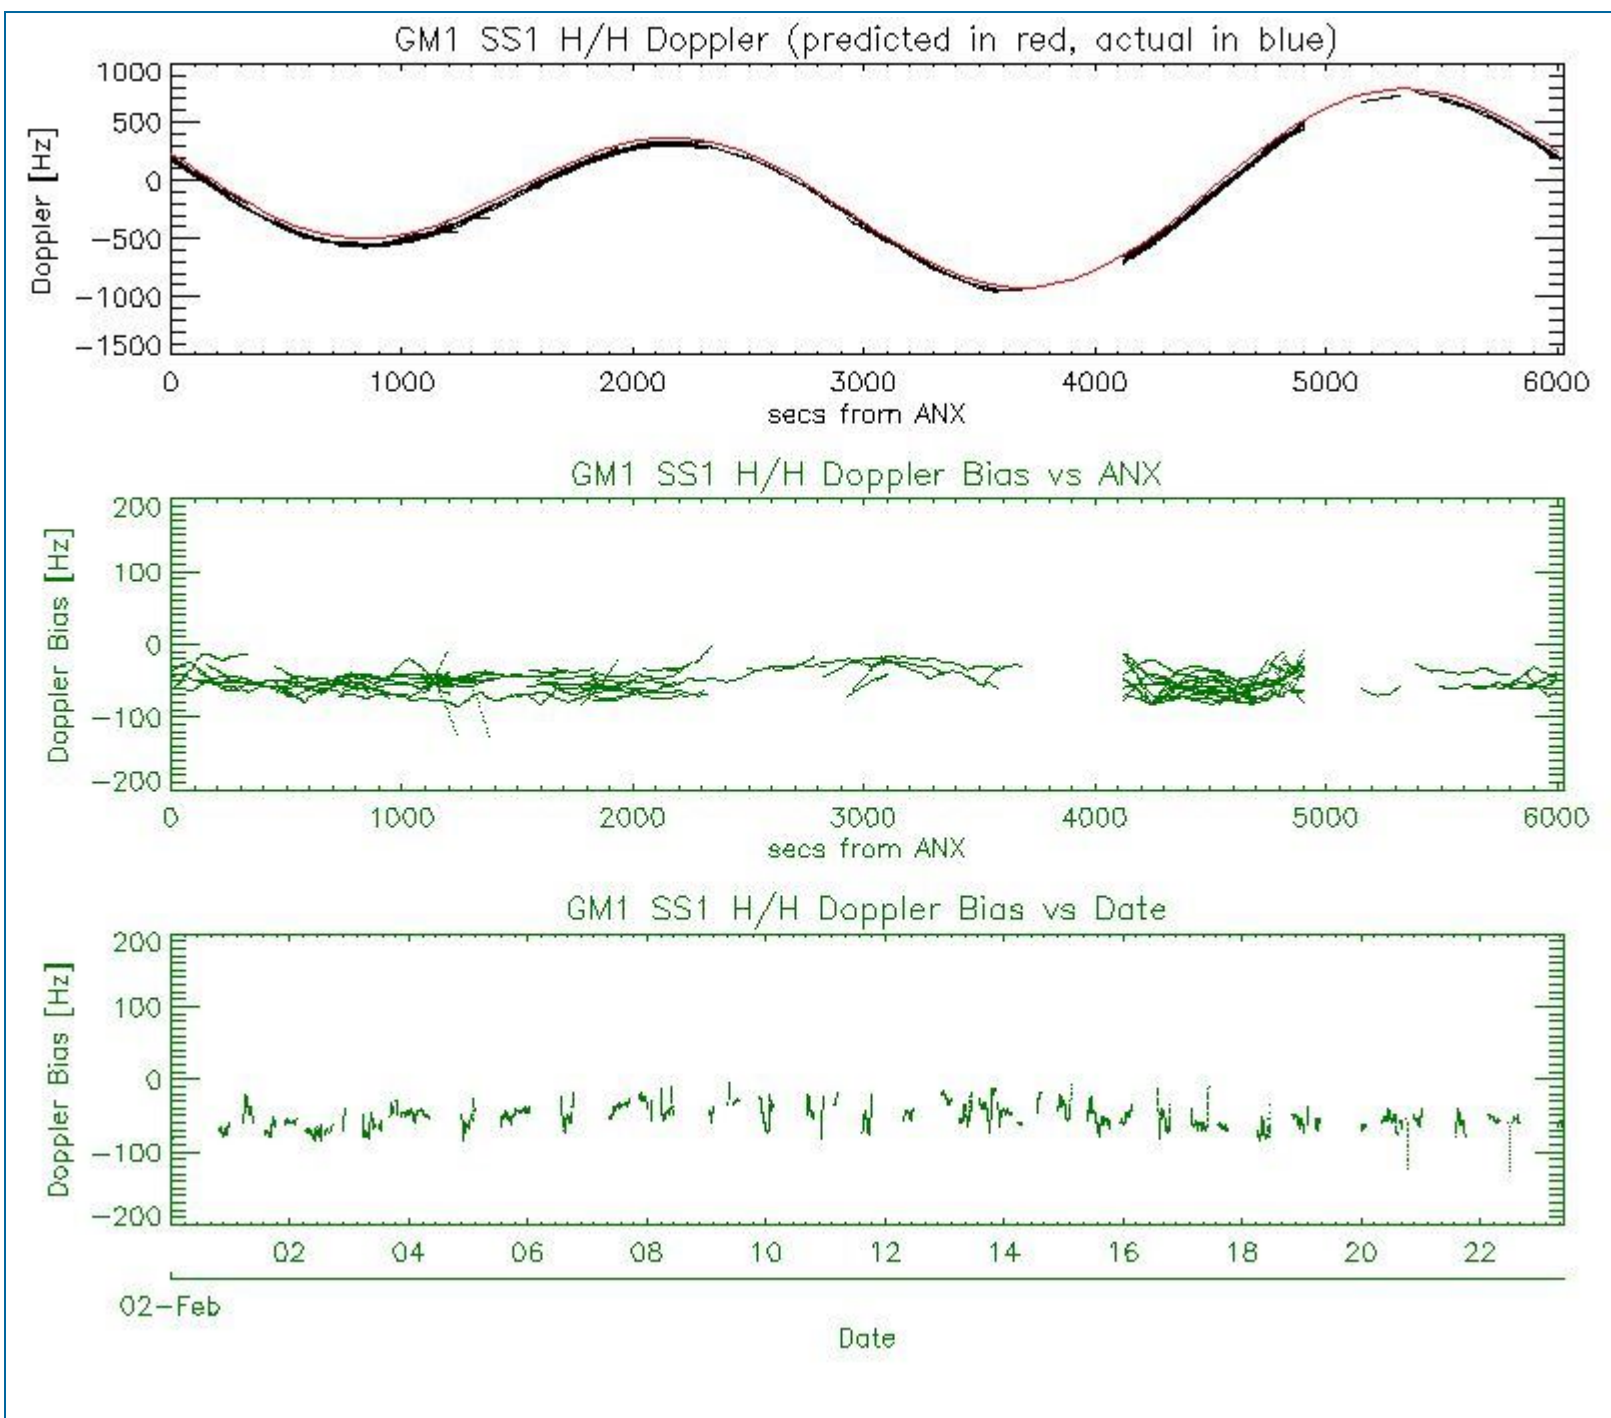 GM1 SS1 H/H Doppler (predicted in red, actual in blue)
1000
500
0
−500
−1000
−1500
Doppler [Hz]
0 1000 2000 3000 4000 5000 6000
secs from ANX
GM1 SS1 H/H Doppler Bias vs ANX
200
100
0
−100
−200
Doppler Bias [Hz]
0 1000 2000 3000 4000 5000 6000
secs from ANX
GM1 SS1 H/H Doppler Bias vs Date
200
100
0
−100
−200
Doppler Bias [Hz]
02 04 06 08 10 12 14 16 18 20 22
02−Feb
Date